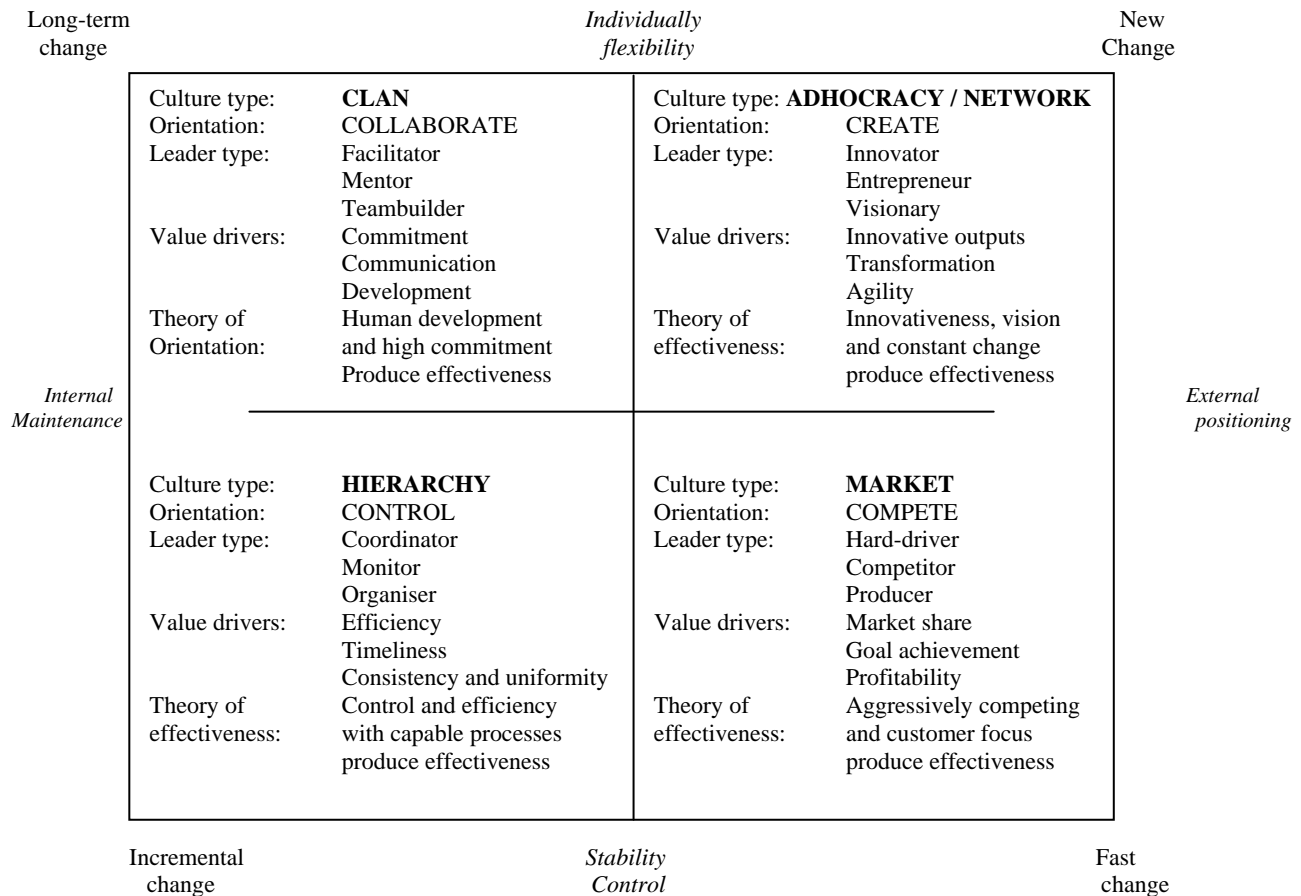 Long-term
change
Individually
flexibility
New
Change
Culture type: CLAN
Orientation: COLLABORATE
Leader type: Facilitator
Mentor
Teambuilder
Value drivers: Commitment
Communication
Development
Theory of Human development
Orientation: and high commitment
Produce effectiveness
Culture type: ADHOCRACY / NETWORK
Orientation: CREATE
Leader type: Innovator
Entrepreneur
Visionary
Value drivers: Innovative outputs
Transformation
Agility
Theory of Innovativeness, vision
effectiveness: and constant change
produce effectiveness
Internal
Maintenance
External
positioning
Culture type: HIERARCHY
Orientation: CONTROL
Leader type: Coordinator
Monitor
Organiser
Value drivers: Efficiency
Timeliness
Consistency and uniformity
Theory of Control and efficiency
effectiveness: with capable processes
produce effectiveness
Culture type: MARKET
Orientation: COMPETE
Leader type: Hard-driver
Competitor
Producer
Value drivers: Market share
Goal achievement
Profitability
Theory of Aggressively competing
effectiveness: and customer focus
produce effectiveness
Incremental
change
Stability
Control
Fast
change